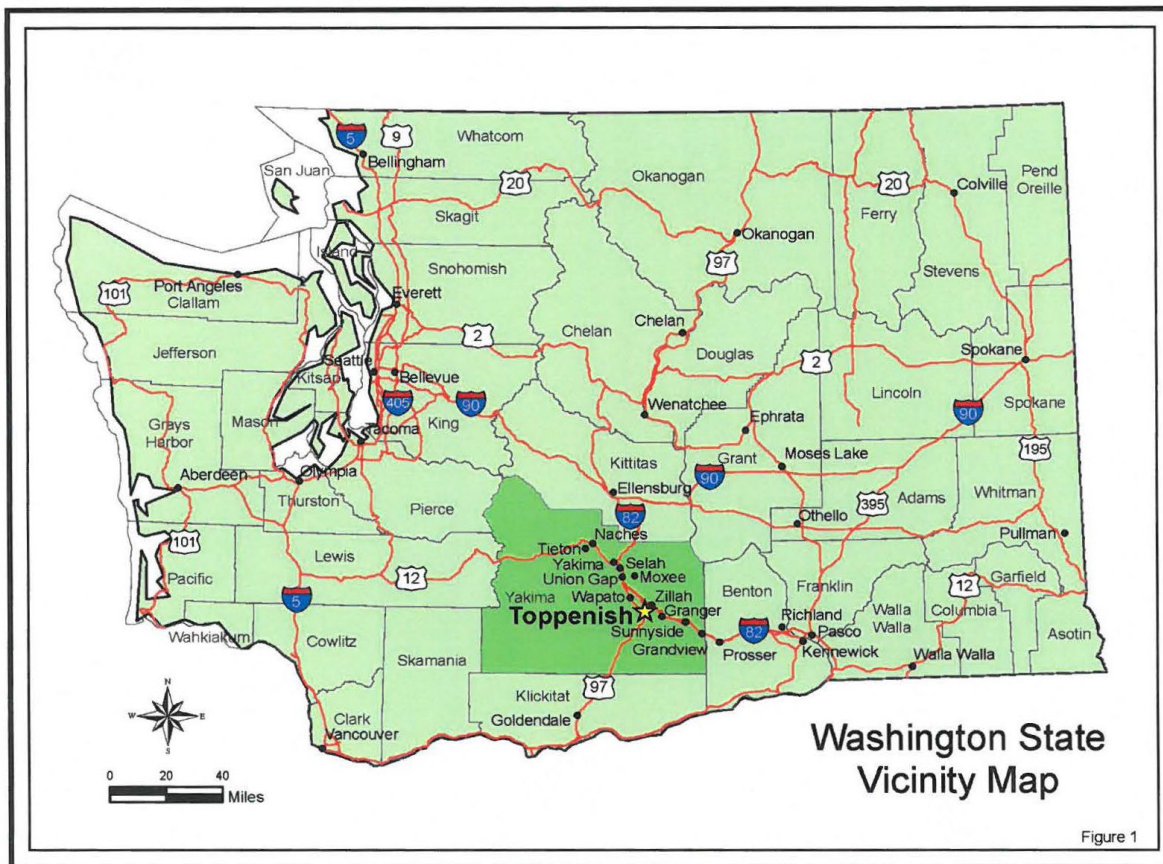 5
9
Whatcom
Bellingham
San Juan
Okanogan
20
20
Pend
Oreille
Colville
Ferry
Skagit
Okanogan
Island
Snohomish
97
Stevens
101
Port Angeles
Clallam
Everett
2
Chelan
Chelan
Jefferson
Douglas
2
Spokane
Seattle
Kitsap
Bellevue
Lincoln
405
90
Wenatchee
90
Spokane
Mason
Grays
Harbor
King
Ephrata
Tacoma
Grant
Moses Lake
195
Kittitas
Aberdeen
Olympia
90
Ellensburg
Thurston
Adams
Whitman
Pierce
395
82
Othello
101
Naches
Pullman
Tieton
Lewis
Yakima
Selah
Pacific
12
Union Gap
Moxee
Garfield
12
Franklin
Benton
Yakima
Wapato
Zillah
Walla
Walla
Columbia
5
Toppenish
Granger
Richland
Wahkiakum
Sunnyside
82
Pasco
Asotin
Cowlitz
Grandview
Kennewick
Prosser
Skamania
Walla Walla
97
Klickitat
N
W
E
S
Goldendale
Clark
Vancouver
Washington State
Vicinity Map
0 20 40
Miles
Figure 1